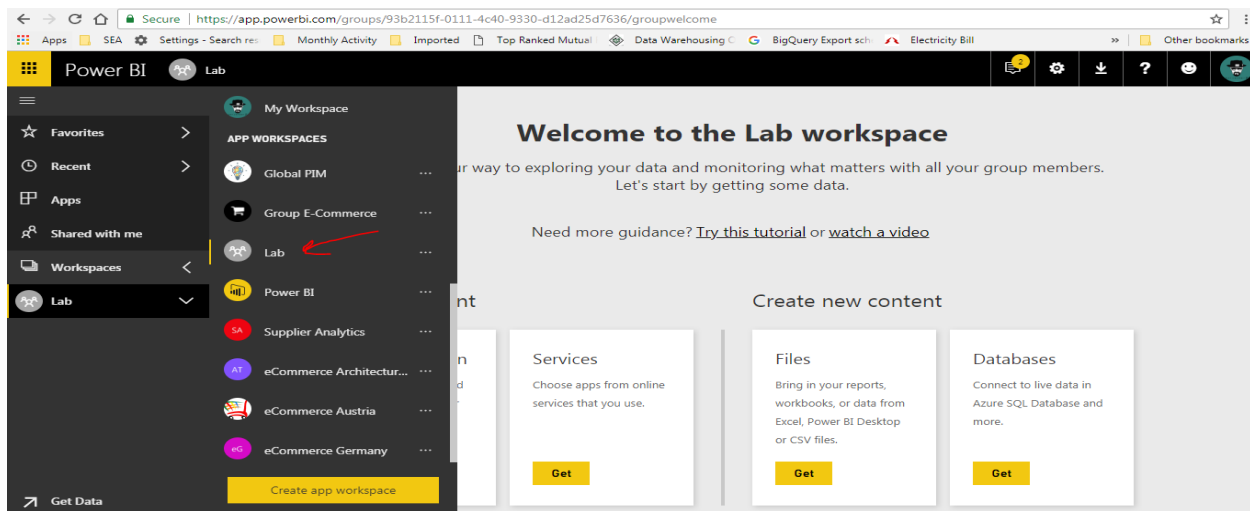 Secure | https://app.powerbi.com/groups/93b2115f-0111-4c40-9330-d12ad25d7636/groupwelcome
Apps SEA Settings - Search res Monthly Activity Imported Top Ranked Mutual Data Warehousing C BigQuery Export sch Electricity Bill » Other bookmarks
Power BI Lab 2 ?
My Workspace
Favorites
APP WORKSPACES
Recent
Global PIM ...
Apps
Group E-Commerce ...
Shared with me
Lab ...
Workspaces
Power BI ...
Lab
SA Supplier Analytics ...
AT eCommerce Architectur... ...
eCommerce Austria ...
eG eCommerce Germany ...
Create app workspace
Get Data
Welcome to the Lab workspace
ur way to exploring your data and monitoring what matters with all your group members.
Let's start by getting some data.
Need more guidance? Try this tutorial or watch a video
nt
Create new content
n
d
Services
Choose apps from online
services that you use.
Get
Files
Bring in your reports,
workbooks, or data from
Excel, Power BI Desktop
or CSV files.
Get
Databases
Connect to live data in
Azure SQL Database and
more.
Get